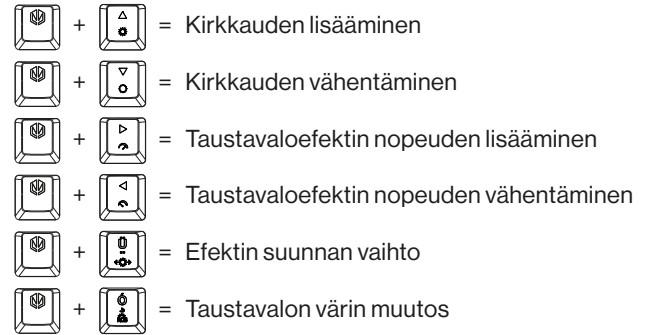 + = Kirkkauden lisääminen
+ = Kirkkauden vähentäminen
+ = Taustavaloefektin nopeuden lisääminen
+ = Taustavaloefektin nopeuden vähentäminen
+ = Efektin suunnan vaihto
+ = Taustavalon värin muutos